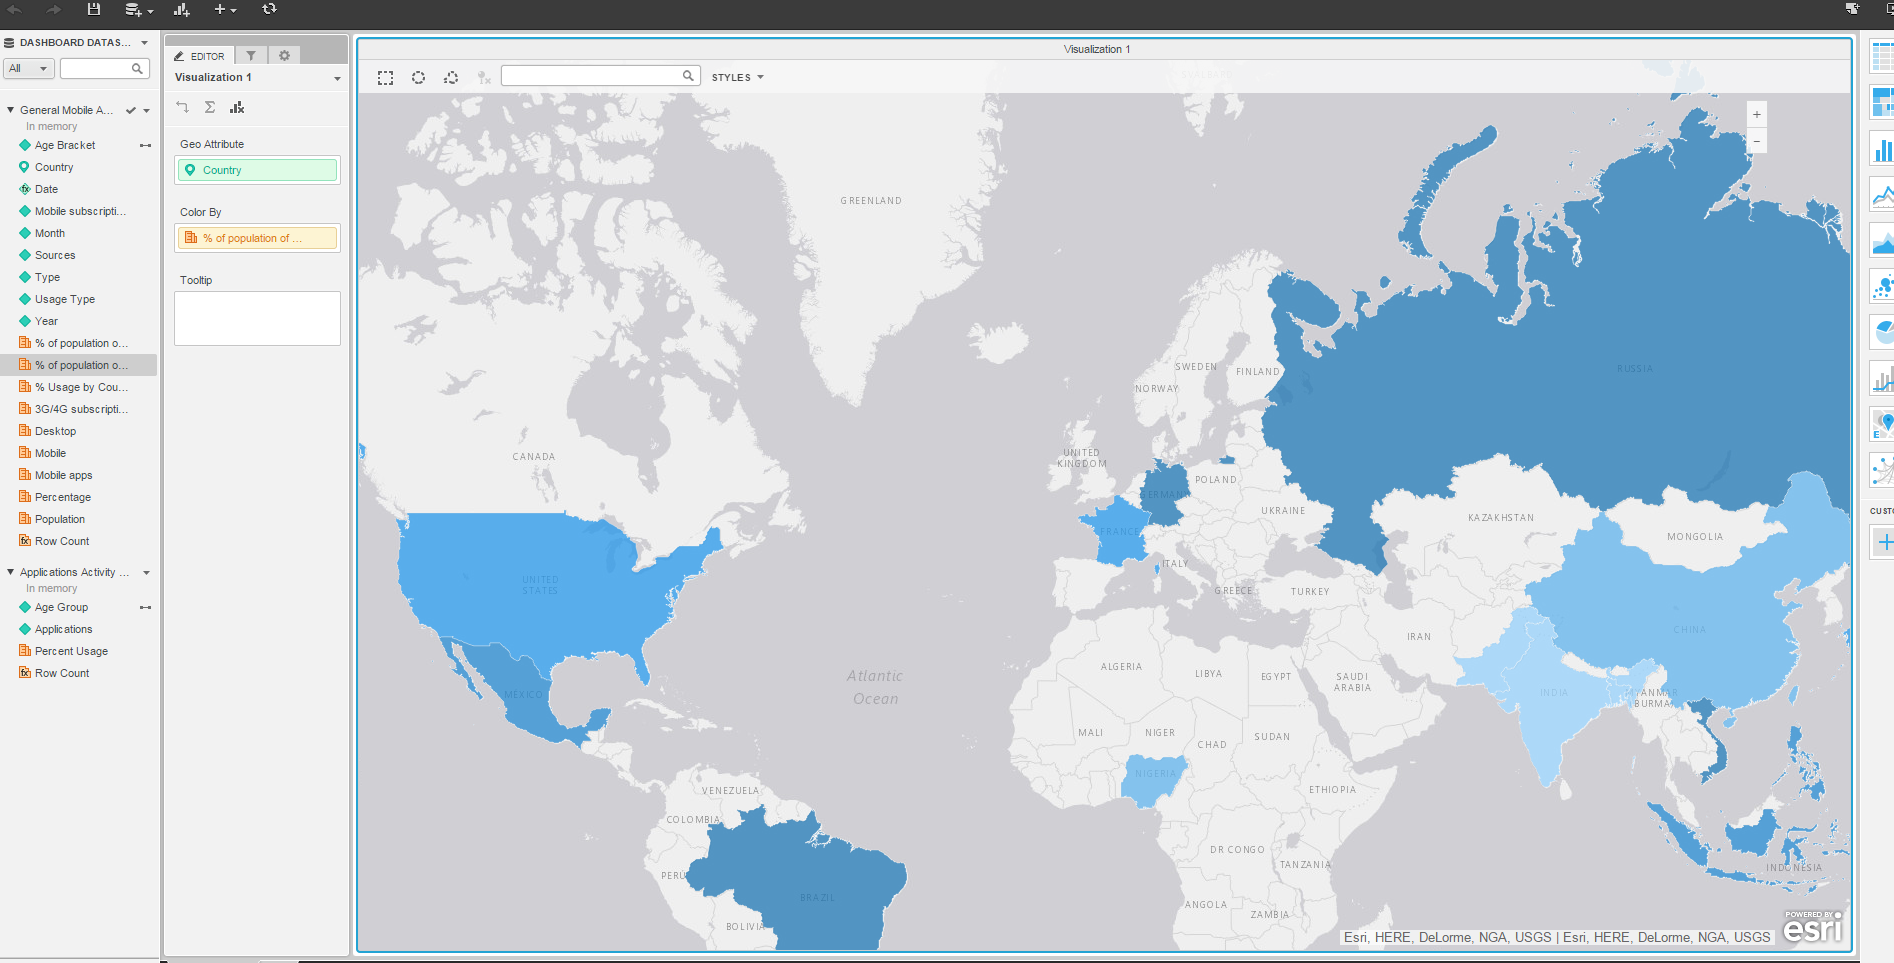 DASHBOARD DATAS...
All
General Mobile A...
In memory
Age Bracket
Country
fx Date
Mobile subscripti...
Month
Sources
Type
Usage Type
Year
% of population o...
% of population o...
% Usage by Cou...
3G/4G subscripti...
Desktop
Mobile
Mobile apps
Percentage
Population
fx Row Count
Applications Activity ...
In memory
Age Group
Applications
Percent Usage
fx Row Count
EDITOR
Visualization 1
Geo Attribute
Country
Color By
% of population of ...
Tooltip
Visualization 1
STYLES
+
-
GREENLAND
SWEDEN
FINLAND
NORWAY
RUSSIA
CANADA
UNITED
KINGDOM
GERMANY
POLAND
UKRAINE
FRANCE
KAZAKHSTAN
MONGOLIA
ITALY
GREECE
TURKEY
UNITED
STATES
IRAN
CHINA
ALGERIA
LIBYA
EGYPT
SAUDI
ARABIA
Atlantic
Ocean
MÉXICO
INDIA
MYANMAR
BURMA
MALI
NIGER
CHAD
SUDAN
NIGERIA
ETHIOPIA
VENEZUELA
COLOMBIA
DR CONGO
TANZANIA
INDONESIA
PERÚ
BRAZIL
ANGOLA
ZAMBIA
BOLIVIA
POWERED BY
esri
Esri, HERE, DeLorme, NGA, USGS | Esri, HERE, DeLorme, NGA, USGS
E
CUSTO